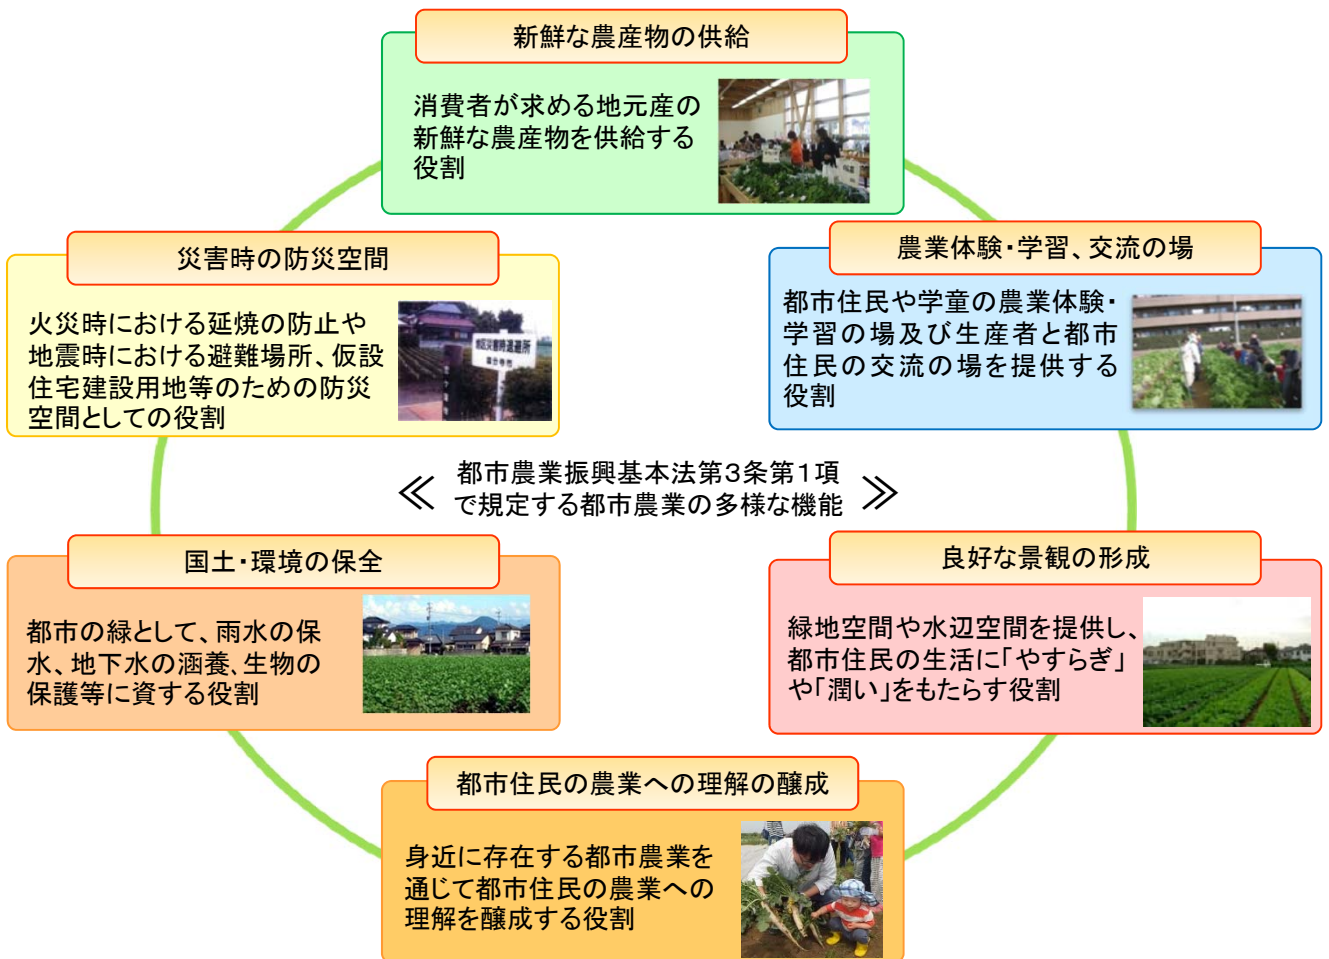 新鮮な農産物の供給
消費者が求める地元産の
新鮮な農産物を供給する
役割
災害時の防災空間
火災時における延焼の防止や
地震時における避難場所、仮設
住宅建設用地等のための防災
空間としての役割
災害時退避所
国分寺市
農業体験・学習、交流の場
都市住民や学童の農業体験・
学習の場及び生産者と都市
住民の交流の場を提供する
役割
≪ 都市農業振興基本法第3条第1項
で規定する都市農業の多様な機能 ≫
国土・環境の保全
都市の緑として、雨水の保
水、地下水の涵養、生物の
保護等に資する役割
良好な景観の形成
緑地空間や水辺空間を提供し、
都市住民の生活に「やすらぎ」
や「潤い」をもたらす役割
都市住民の農業への理解の醸成
身近に存在する都市農業を
通じて都市住民の農業への
理解を醸成する役割